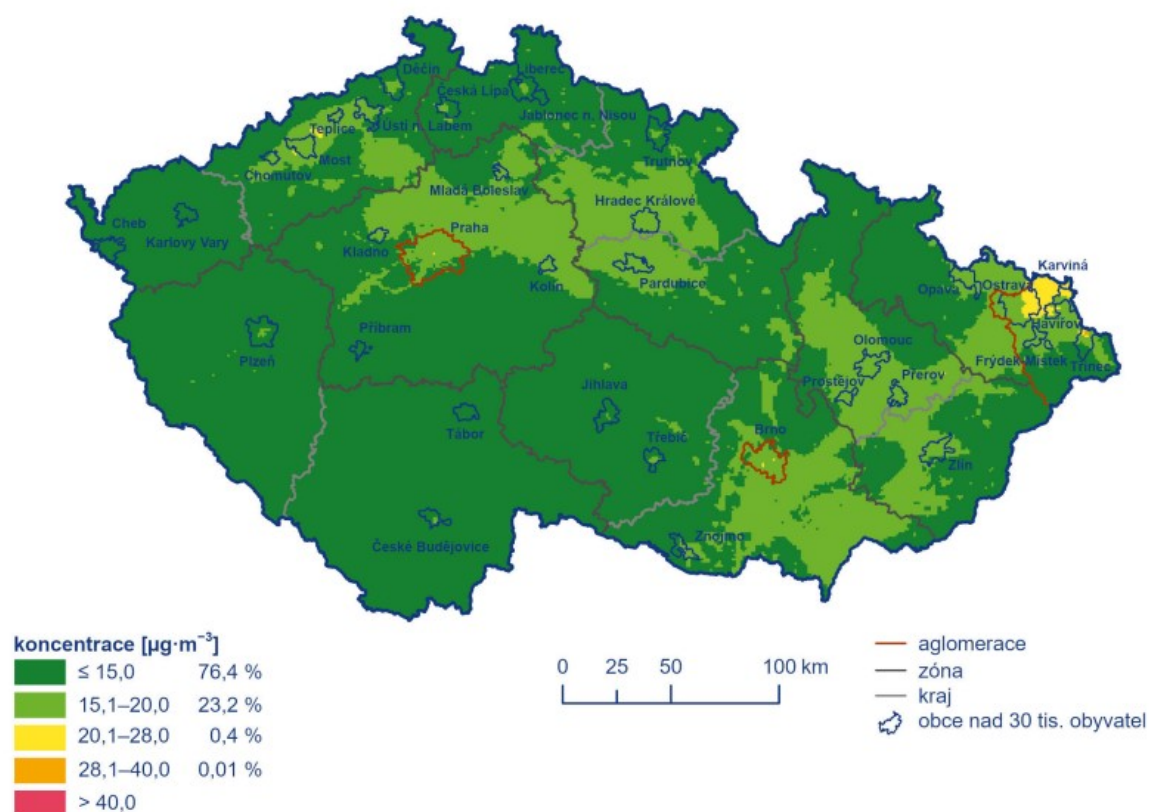 Děčín
Liberec
Česká Lípa
Jablonec n. Nisou
Teplice
Ústí n. Labem
Trutnov
Most
Chomutov
Mladá Boleslav
Hradec Králové
Cheb
Karlovy Vary
Praha
Kladno
Kolín
Pardubice
Karviná
Opava
Ostrava
Havířov
Příbram
Plzeň
Olomouc
Frýdek-Místek
Třinec
Prostějov
Přerov
Jihlava
Tábor
Třebíč
Brno
Zlín
České Budějovice
Znojmo
koncentrace [µg·m⁻³]
≤ 15,0 76,4 %
15,1–20,0 23,2 %
20,1–28,0 0,4 %
28,1–40,0 0,01 %
> 40,0
0 25 50 100 km
aglomerace
zóna
kraj
obce nad 30 tis. obyvatel